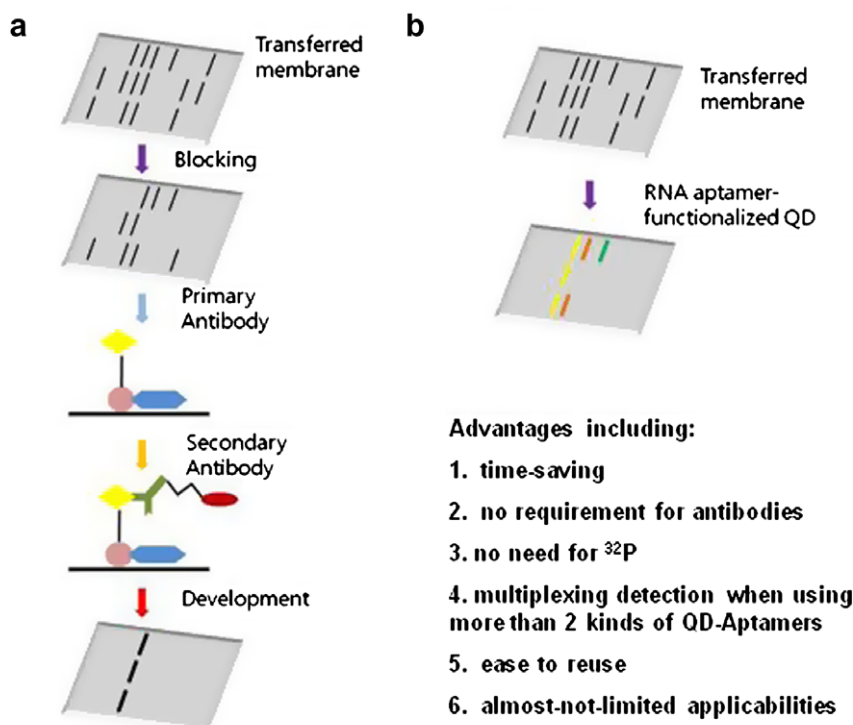 a
Transferred
membrane
Blocking
Primary
Antibody
Secondary
Antibody
Development
b
Transferred
membrane
RNA aptamer-
functionalized QD
Advantages including:
1. time-saving
2. no requirement for antibodies
3. no need for ³²P
4. multiplexing detection when using
more than 2 kinds of QD-Aptamers
5. ease to reuse
6. almost-not-limited applicabilities